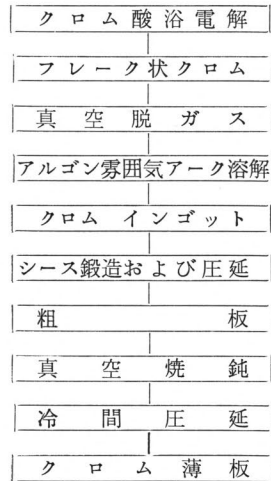 クロム酸浴電解
フレーク状クロム
真空脱ガス
アルゴン雰囲気アーク溶解
クロム インゴット
シース鍛造および圧延
粗板
真空焼鈍
冷間圧延
クロム薄板